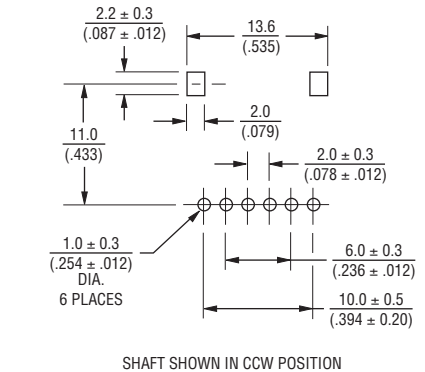 2.2 ± 0.3
(.087 ± .012)
13.6
(.535)
2.0
(.079)
11.0
(.433)
2.0 ± 0.3
(.078 ± .012)
1.0 ± 0.3
(.254 ± .012)
DIA.
6 PLACES
6.0 ± 0.3
(.236 ± .012)
10.0 ± 0.5
(.394 ± 0.20)
SHAFT SHOWN IN CCW POSITION